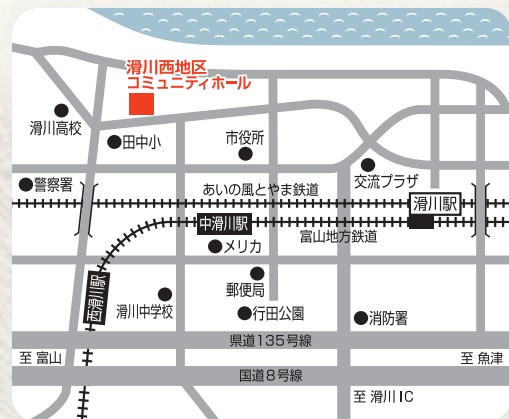 滑川西地区
コミュニティホール
滑川高校
田中小
市役所
交流プラザ
警察署
あいの風とやま鉄道
滑川駅
中滑川駅
富山地方鉄道
メリカ
西滑川駅
郵便局
滑川中学校
行田公園
消防署
県道135号線
至 富山
至 魚津
国道8号線
至 滑川IC